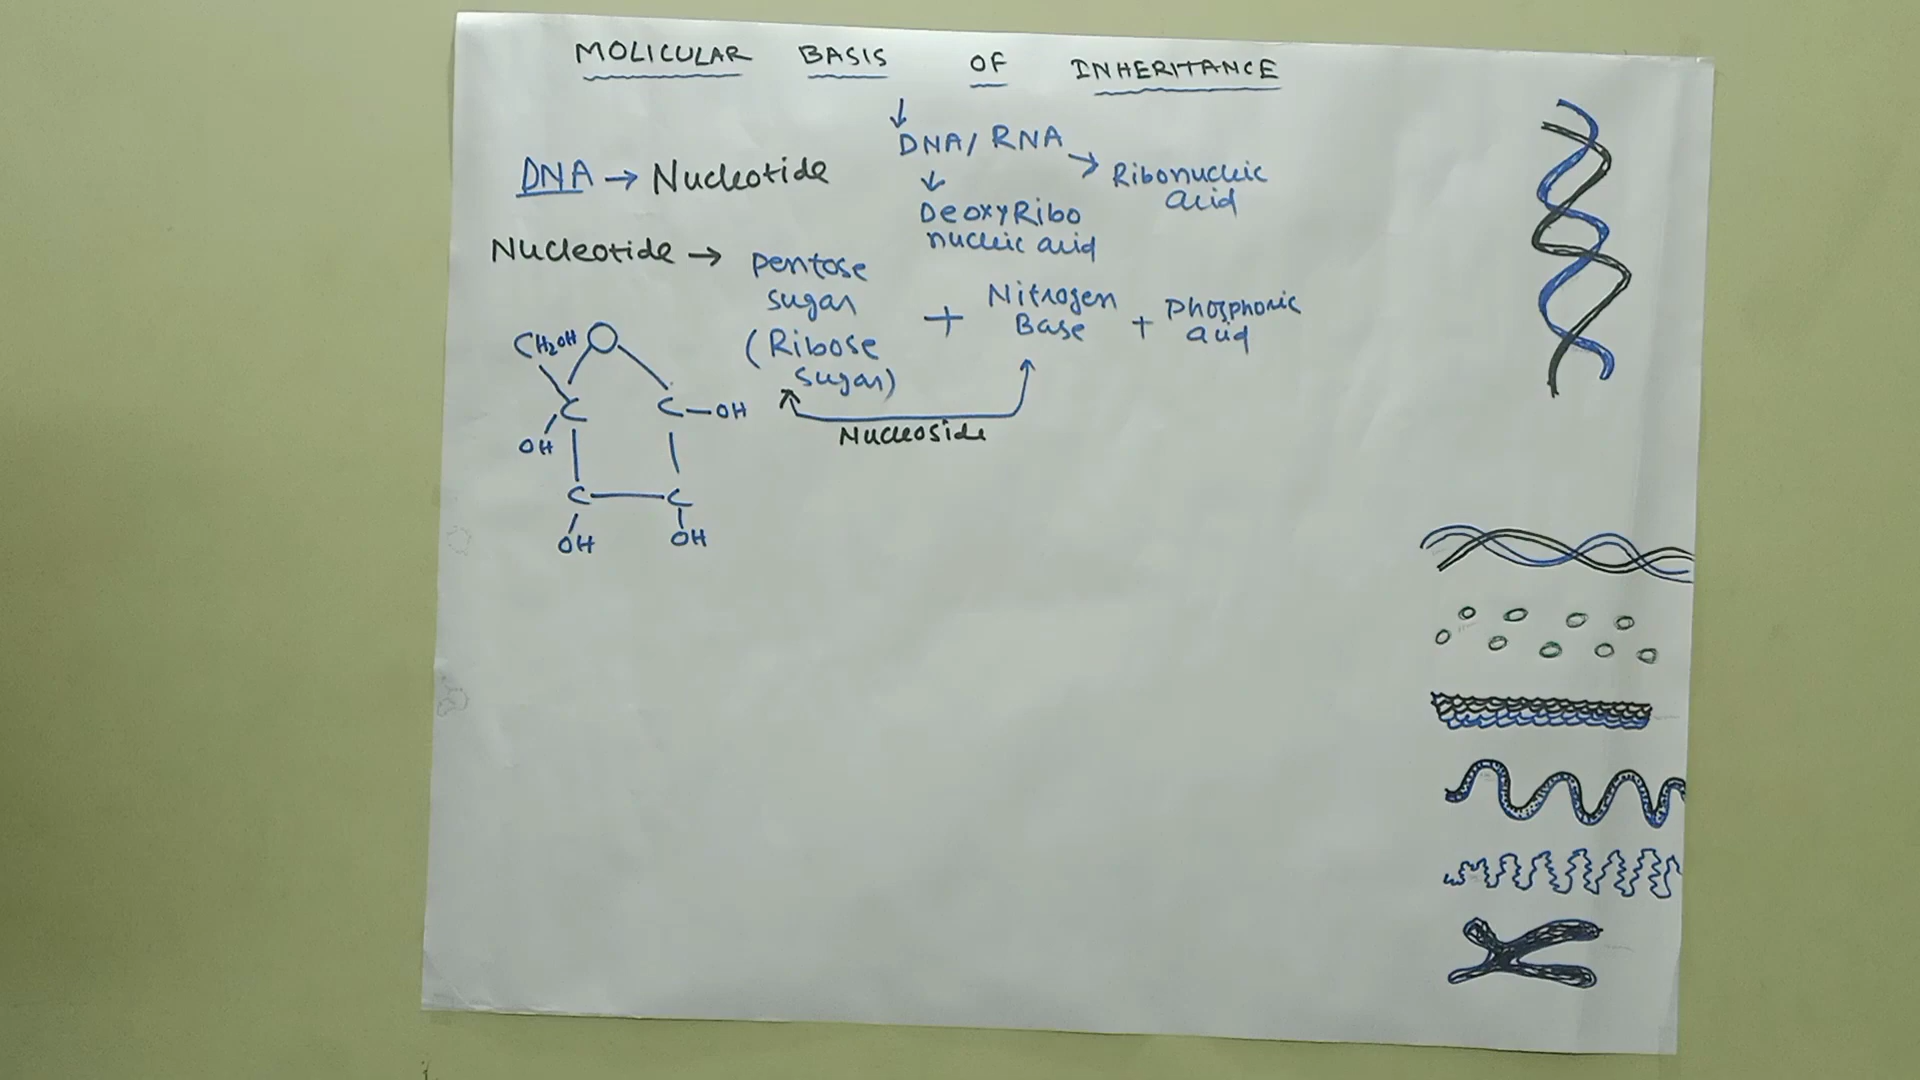 MOLICULAR BASIS OF INHERITANCE
DNA/ RNA
DNA → Nucleotide
Ribonucleic
acid
DeoxyRibo
nucleic acid
Nucleotide →
pentose
sugar
(Ribose
sugar)
+
Nitrogen
Base
+
Phosphoric
acid
Nucleoside
CH₂OH O
C C—OH
OH
C C
OH OH